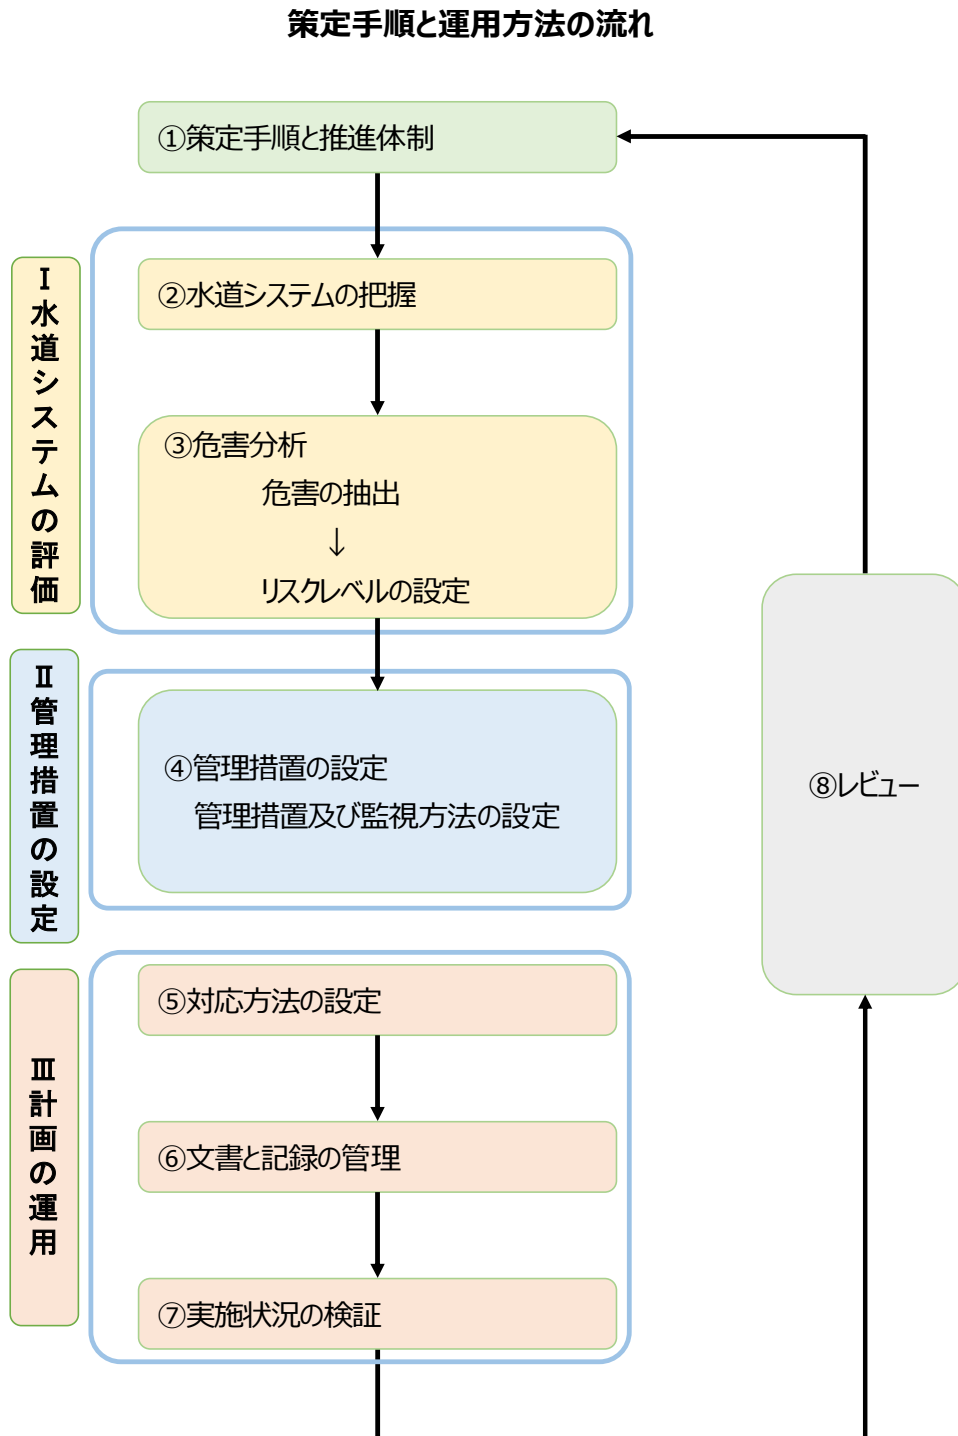 策定手順と運用方法の流れ
①策定手順と推進体制
Ⅰ水道システムの評価
②水道システムの把握
③危害分析
危害の抽出
↓
リスクレベルの設定
Ⅱ管理措置の設定
④管理措置の設定
管理措置及び監視方法の設定
⑧レビュー
Ⅲ計画の運用
⑤対応方法の設定
⑥文書と記録の管理
⑦実施状況の検証